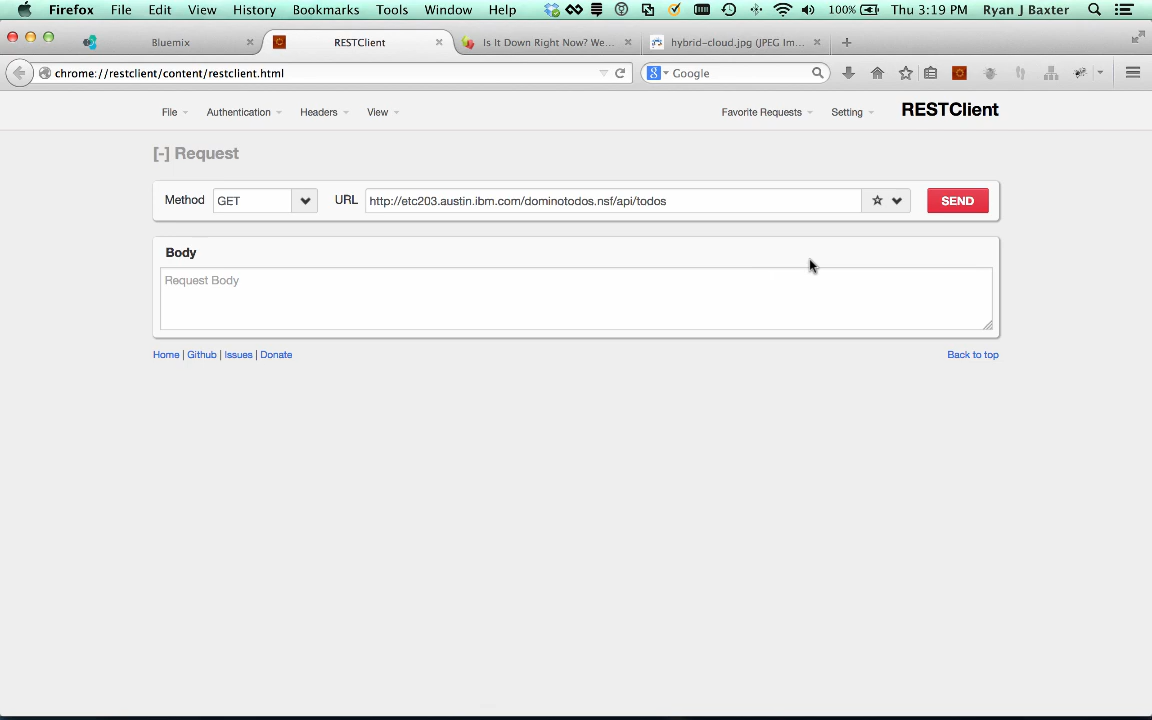 Firefox File Edit View History Bookmarks Tools Window Help 100% Thu 3:19 PM Ryan J Baxter
Bluemix RESTClient Is It Down Right Now? We... hybrid-cloud.jpg (JPEG Im...
chrome://restclient/content/restclient.html Google
File Authentication Headers View Favorite Requests Setting RESTClient
[-] Request
Method GET URL http://etc203.austin.ibm.com/dominotodos.nsf/api/todos SEND
Body
Request Body
Home | Github | Issues | Donate Back to top